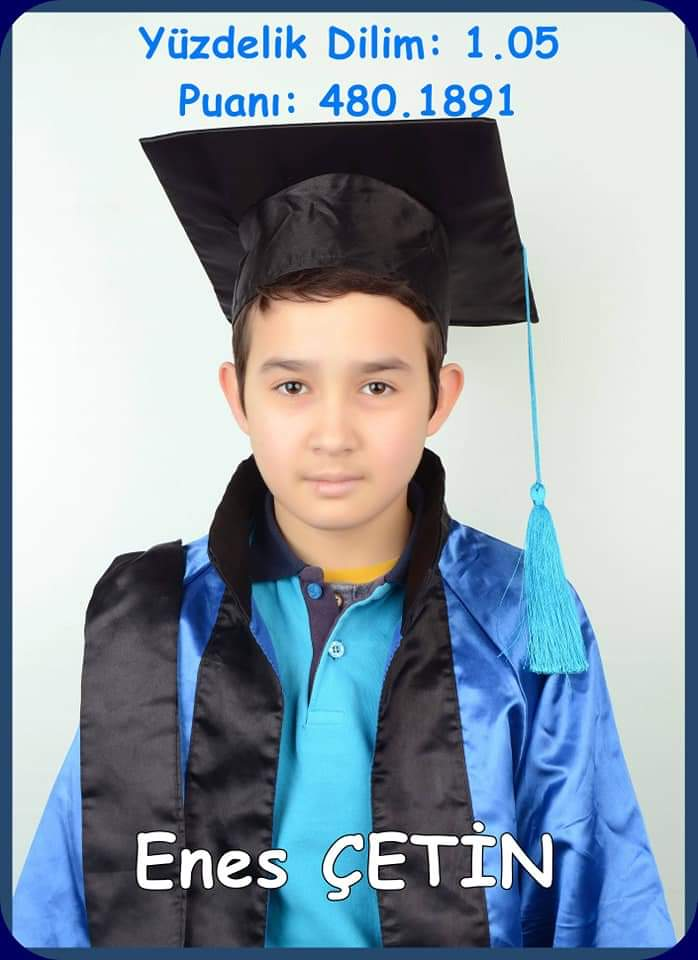 Yüzdelik Dilim: 1.05
Puanı: 480.1891
Enes ÇETİN